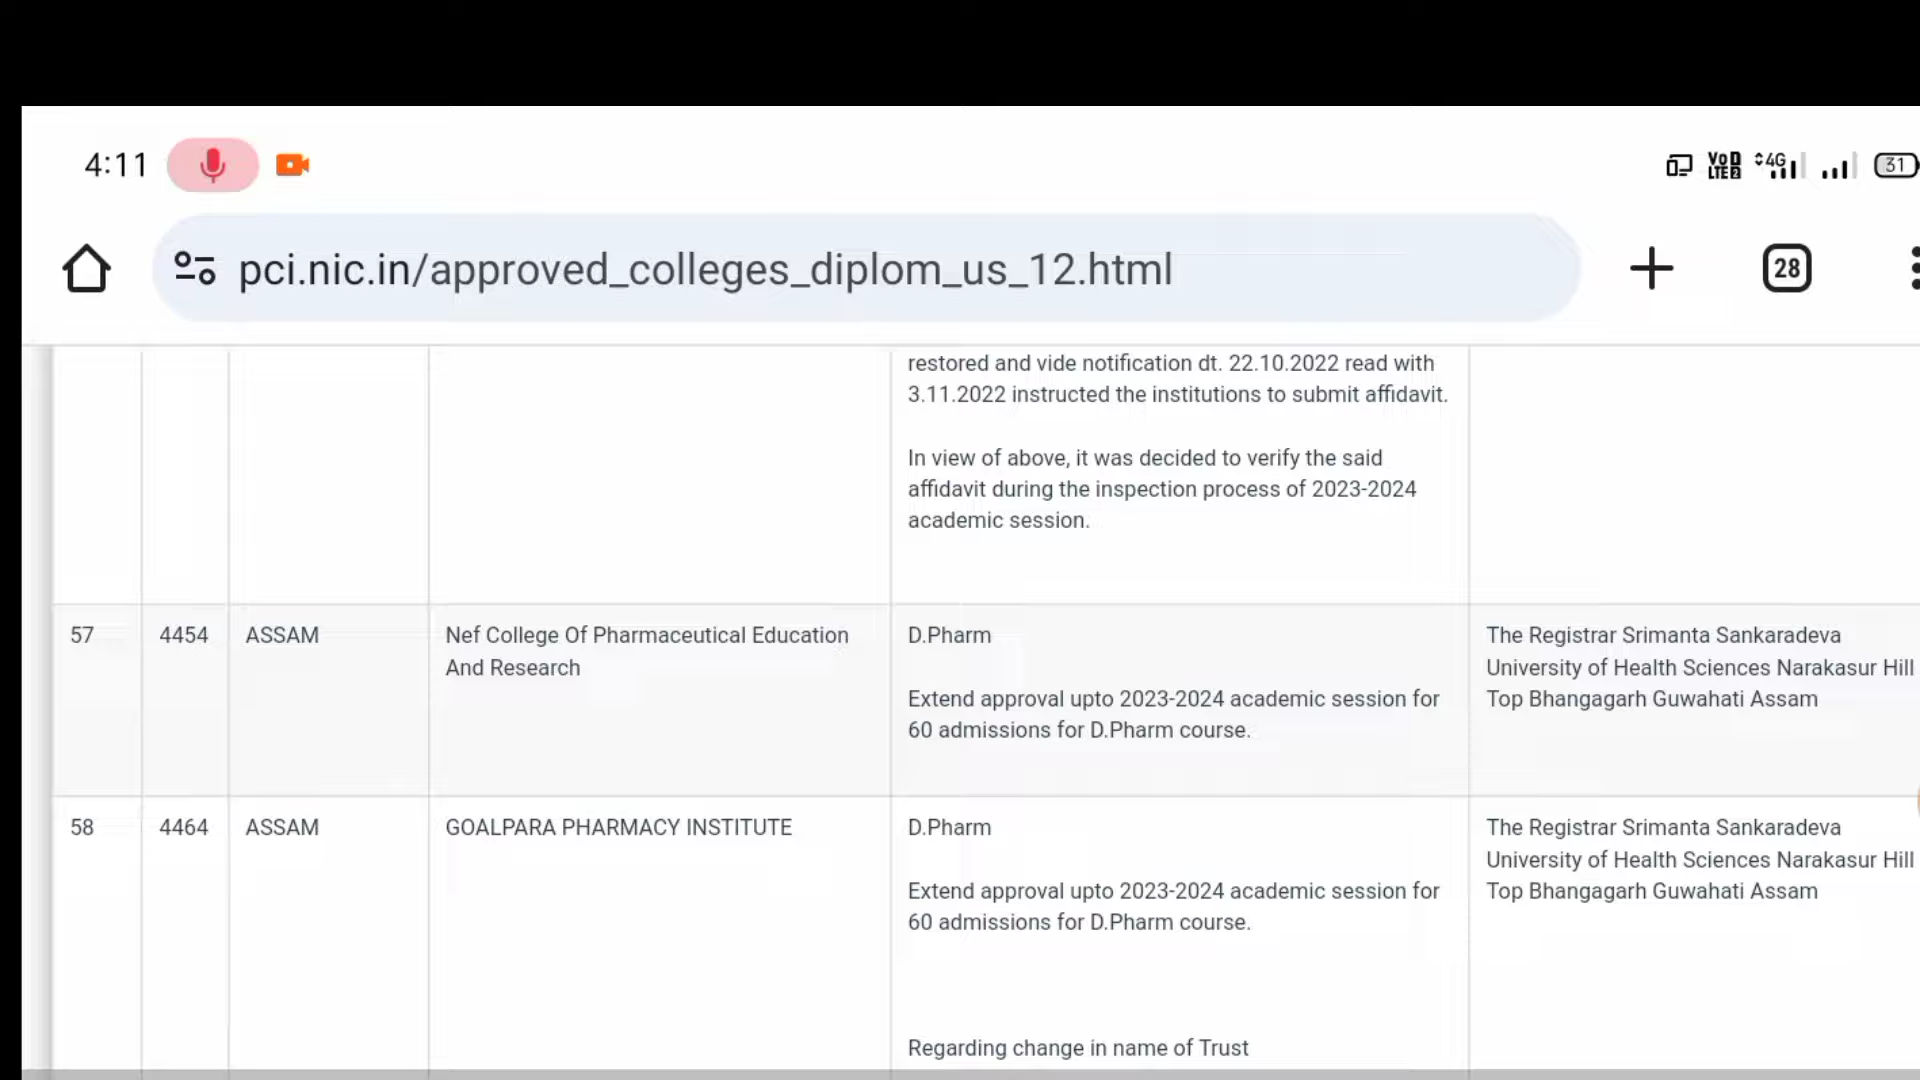 4:11
VoD
LTE2
4G
31
pci.nic.in/approved_colleges_diplom_us_12.html
28
restored and vide notification dt. 22.10.2022 read with
3.11.2022 instructed the institutions to submit affidavit.
In view of above, it was decided to verify the said
affidavit during the inspection process of 2023-2024
academic session.
57
4454
ASSAM
Nef College Of Pharmaceutical Education
And Research
D.Pharm
Extend approval upto 2023-2024 academic session for
60 admissions for D.Pharm course.
The Registrar Srimanta Sankaradeva
University of Health Sciences Narakasur Hill
Top Bhangagarh Guwahati Assam
58
4464
ASSAM
GOALPARA PHARMACY INSTITUTE
D.Pharm
Extend approval upto 2023-2024 academic session for
60 admissions for D.Pharm course.
Regarding change in name of Trust
The Registrar Srimanta Sankaradeva
University of Health Sciences Narakasur Hill
Top Bhangagarh Guwahati Assam